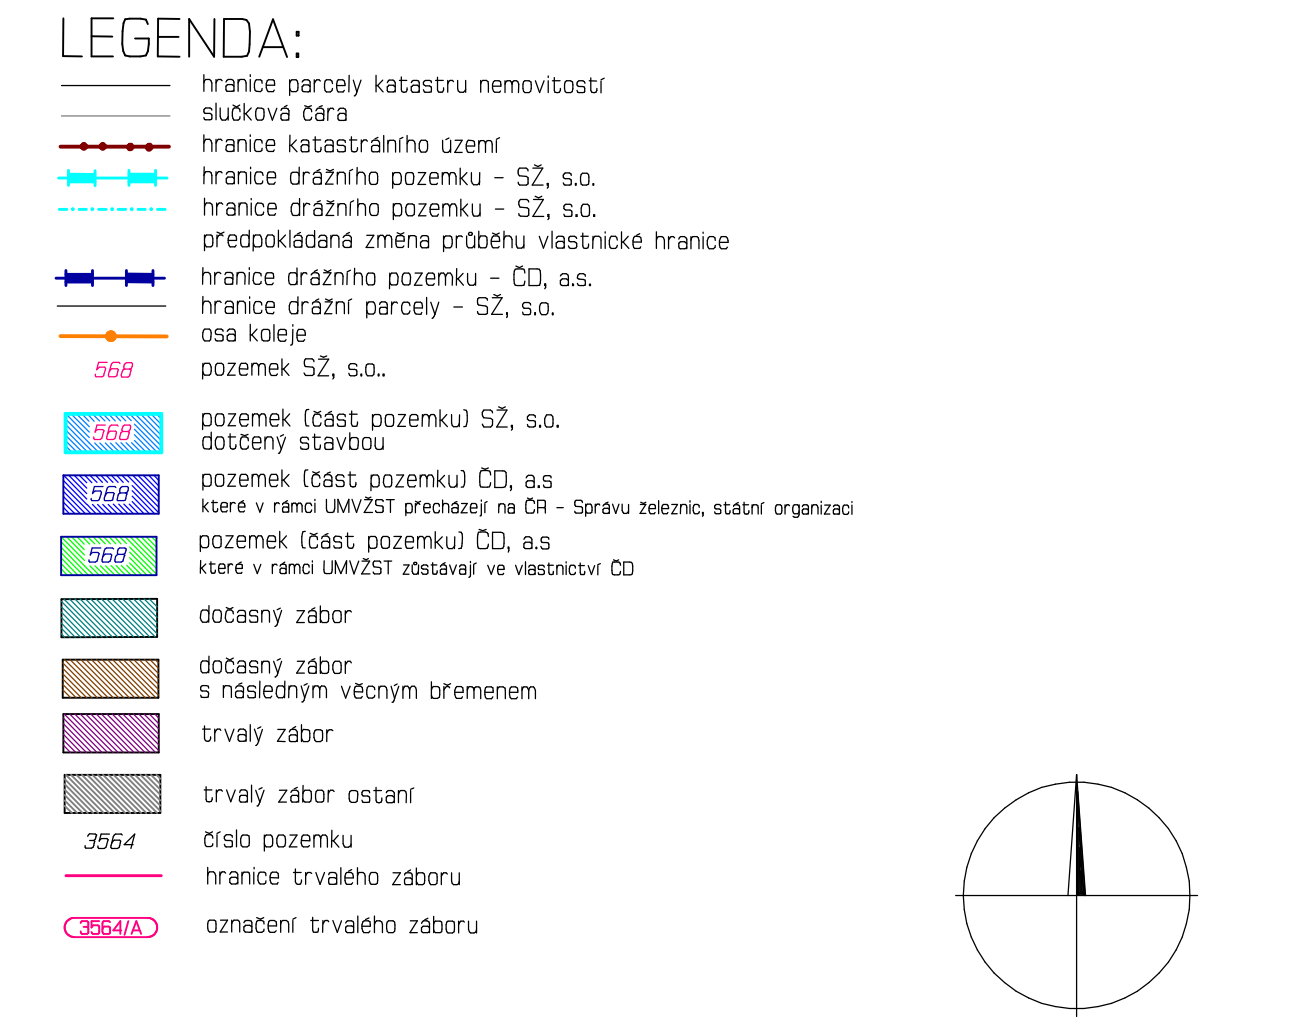 LEGENDA:
hranice parcely katastru nemovitostí
slučková čára
hranice katastrálního území
hranice drážního pozemku - SŽ, s.o.
hranice drážního pozemku - SŽ, s.o.
předpokládaná změna průběhu vlastnické hranice
hranice drážního pozemku - ČD, a.s.
hranice drážní parcely - SŽ, s.o.
osa koleje
568 pozemek SŽ, s.o..
568 pozemek (část pozemku) SŽ, s.o.
dotčený stavbou
568 pozemek (část pozemku) ČD, a.s
které v rámci UMVŽST přecházejí na ČR - Správu železnic, státní organizaci
568 pozemek (část pozemku) ČD, a.s
které v rámci UMVŽST zůstávají ve vlastnictví ČD
dočasný zábor
dočasný zábor
s následným věcným břemenem
trvalý zábor
trvalý zábor ostaní
3564 číslo pozemku
hranice trvalého záboru
3564/A označení trvalého záboru